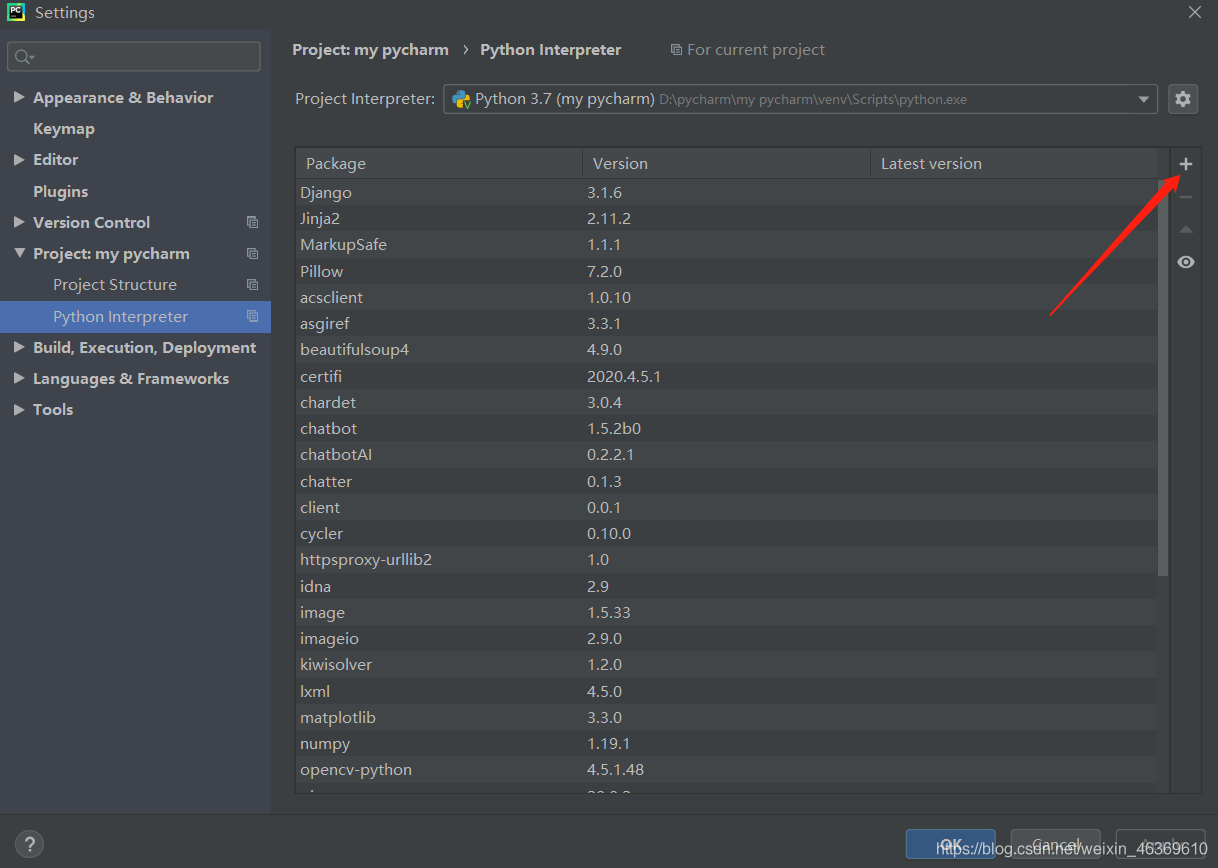 Settings
Project: my pycharm › Python Interpreter For current project
Appearance & Behavior
Keymap
Editor
Plugins
Version Control
Project: my pycharm
Project Structure
Python Interpreter
Build, Execution, Deployment
Languages & Frameworks
Tools
Project Interpreter: Python 3.7 (my pycharm) D:\pycharm\my pycharm\venv\Scripts\python.exe
Package Version Latest version
Django 3.1.6
Jinja2 2.11.2
MarkupSafe 1.1.1
Pillow 7.2.0
acsclient 1.0.10
asgiref 3.3.1
beautifulsoup4 4.9.0
certifi 2020.4.5.1
chardet 3.0.4
chatbot 1.5.2b0
chatbotAI 0.2.2.1
chatter 0.1.3
client 0.0.1
cycler 0.10.0
httpsproxy-urllib2 1.0
idna 2.9
image 1.5.33
imageio 2.9.0
kiwisolver 1.2.0
lxml 4.5.0
matplotlib 3.3.0
numpy 1.19.1
opencv-python 4.5.1.48
?
OK Cancel
https://blog.csdn.net/weixin_46369610